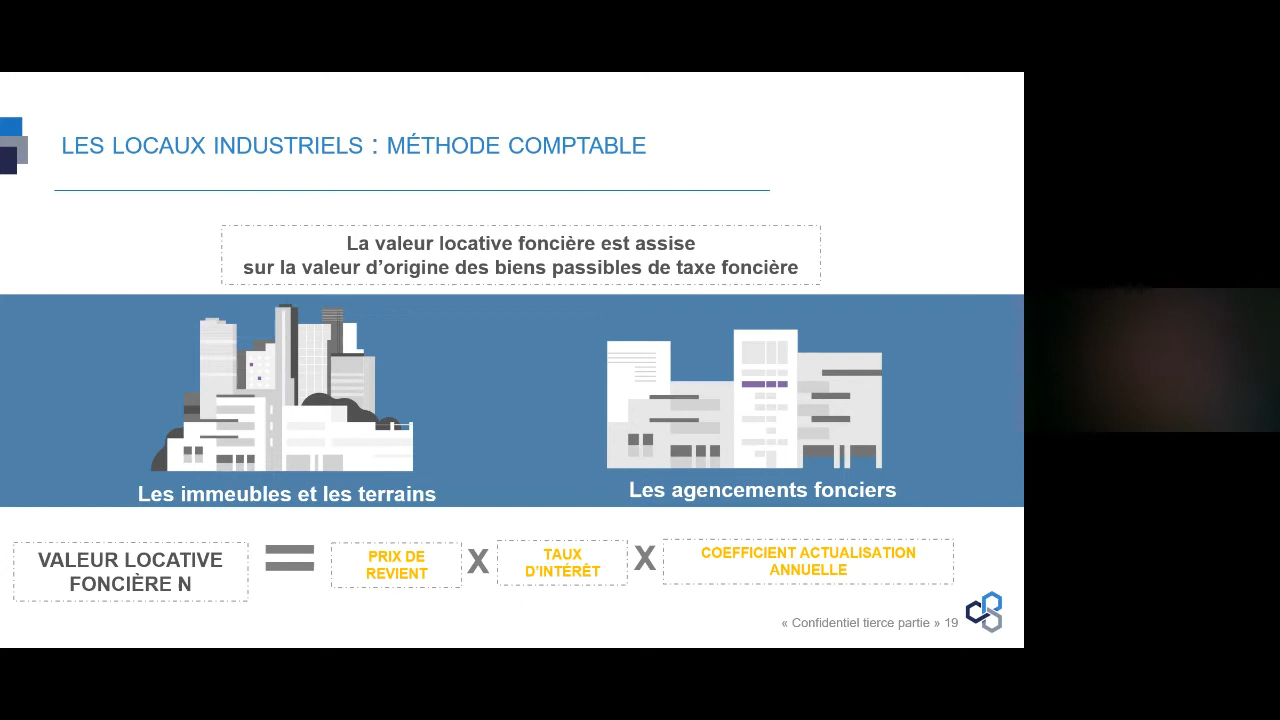 LES LOCAUX INDUSTRIELS : MÉTHODE COMPTABLE
La valeur locative foncière est assise
sur la valeur d'origine des biens passibles de taxe foncière
Les immeubles et les terrains
Les agencements fonciers
VALEUR LOCATIVE
FONCIÈRE N
=
PRIX DE
REVIENT
X
TAUX
D'INTÉRÊT
X
COEFFICIENT ACTUALISATION
ANNUELLE
« Confidentiel tierce partie » 19